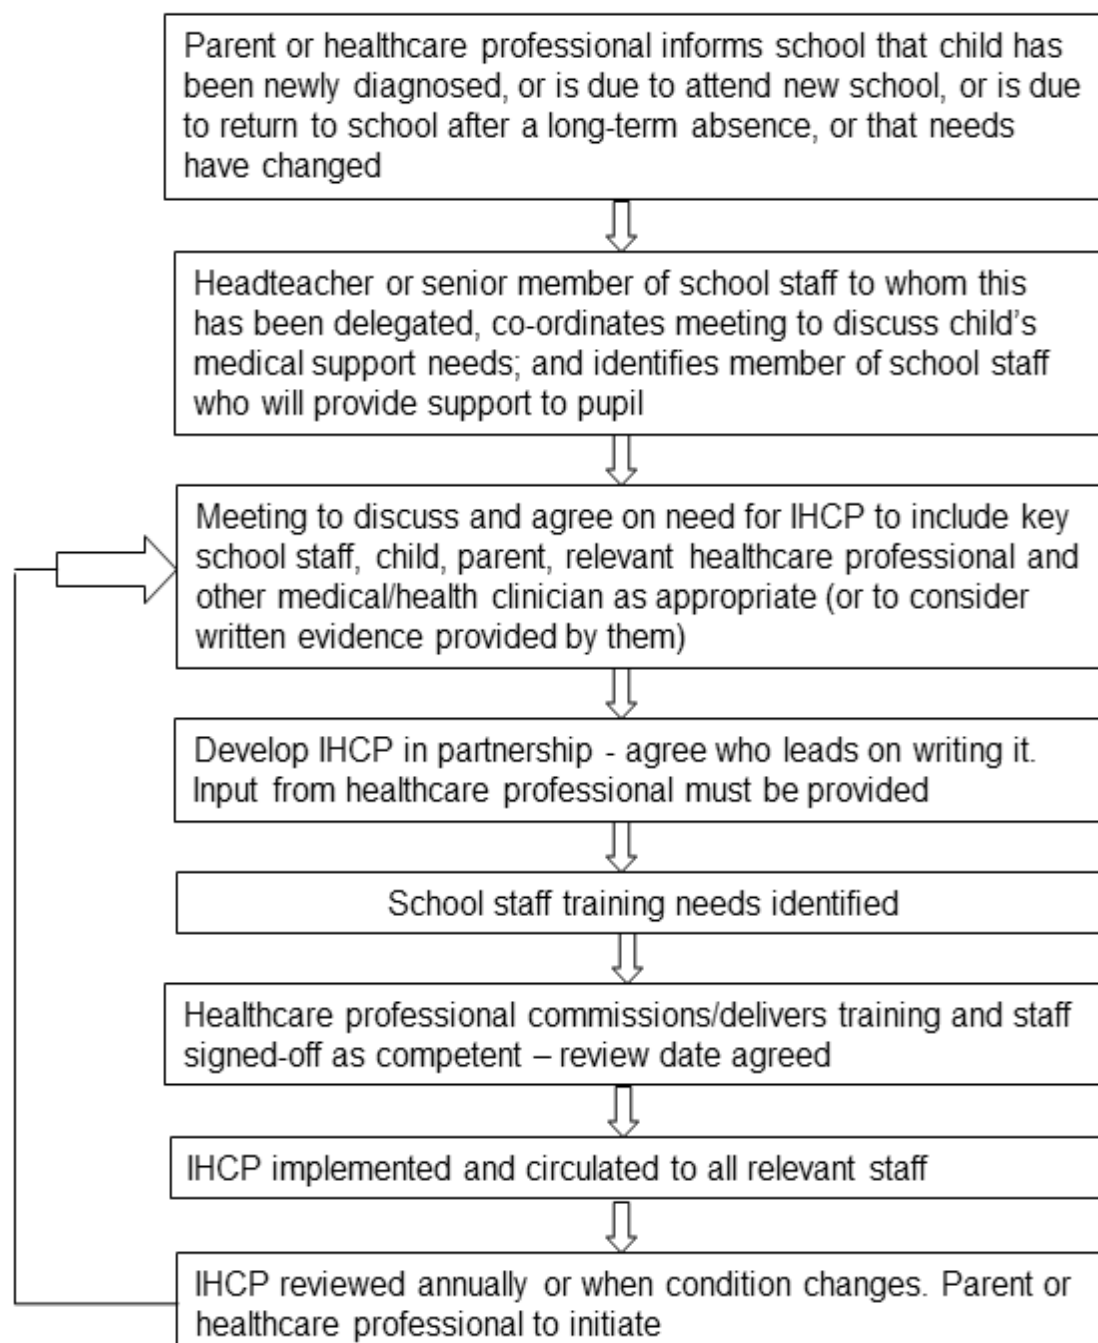 Parent or healthcare professional informs school that child has
been newly diagnosed, or is due to attend new school, or is due
to return to school after a long-term absence, or that needs
have changed
Headteacher or senior member of school staff to whom this
has been delegated, co-ordinates meeting to discuss child's
medical support needs; and identifies member of school staff
who will provide support to pupil
Meeting to discuss and agree on need for IHCP to include key
school staff, child, parent, relevant healthcare professional and
other medical/health clinician as appropriate (or to consider
written evidence provided by them)
Develop IHCP in partnership - agree who leads on writing it.
Input from healthcare professional must be provided
School staff training needs identified
Healthcare professional commissions/delivers training and staff
signed-off as competent – review date agreed
IHCP implemented and circulated to all relevant staff
IHCP reviewed annually or when condition changes. Parent or
healthcare professional to initiate